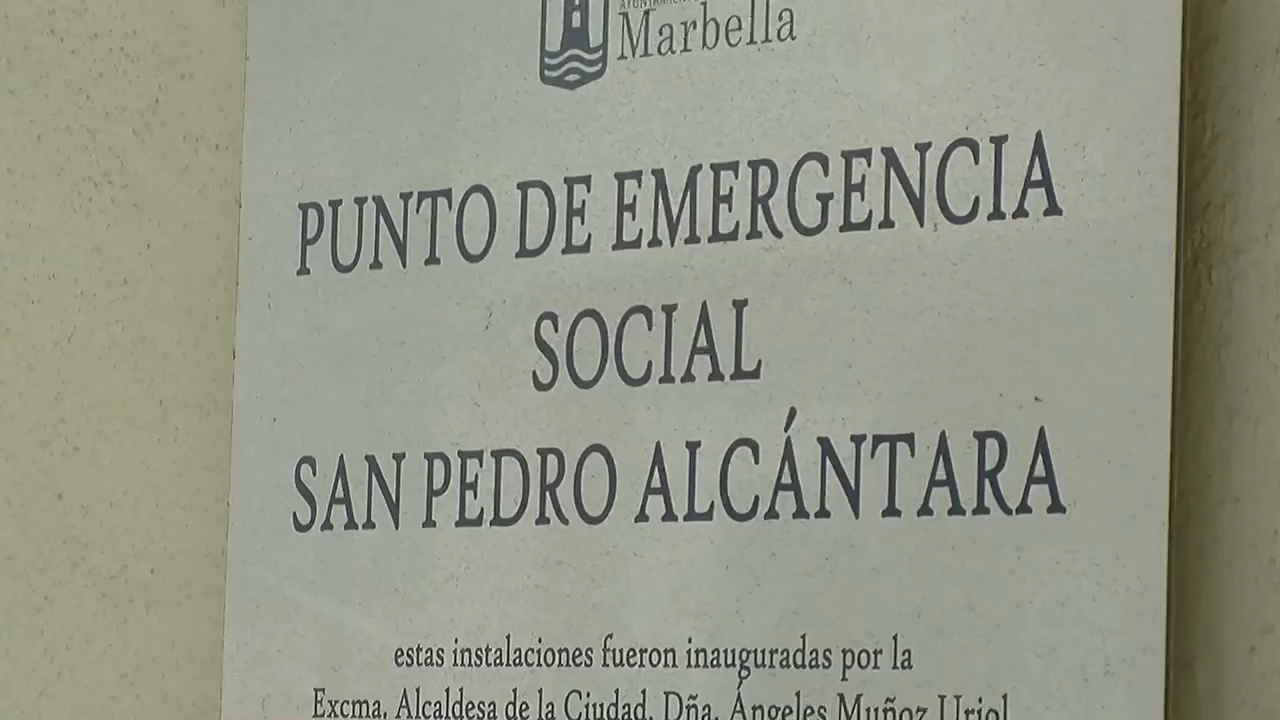 AYUNTAMIENTO
Marbella
PUNTO DE EMERGENCIA
SOCIAL
SAN PEDRO ALCÁNTARA
estas instalaciones fueron inauguradas por la
Excma. Alcaldesa de la Ciudad, Dña. Ángeles Muñoz Uriol